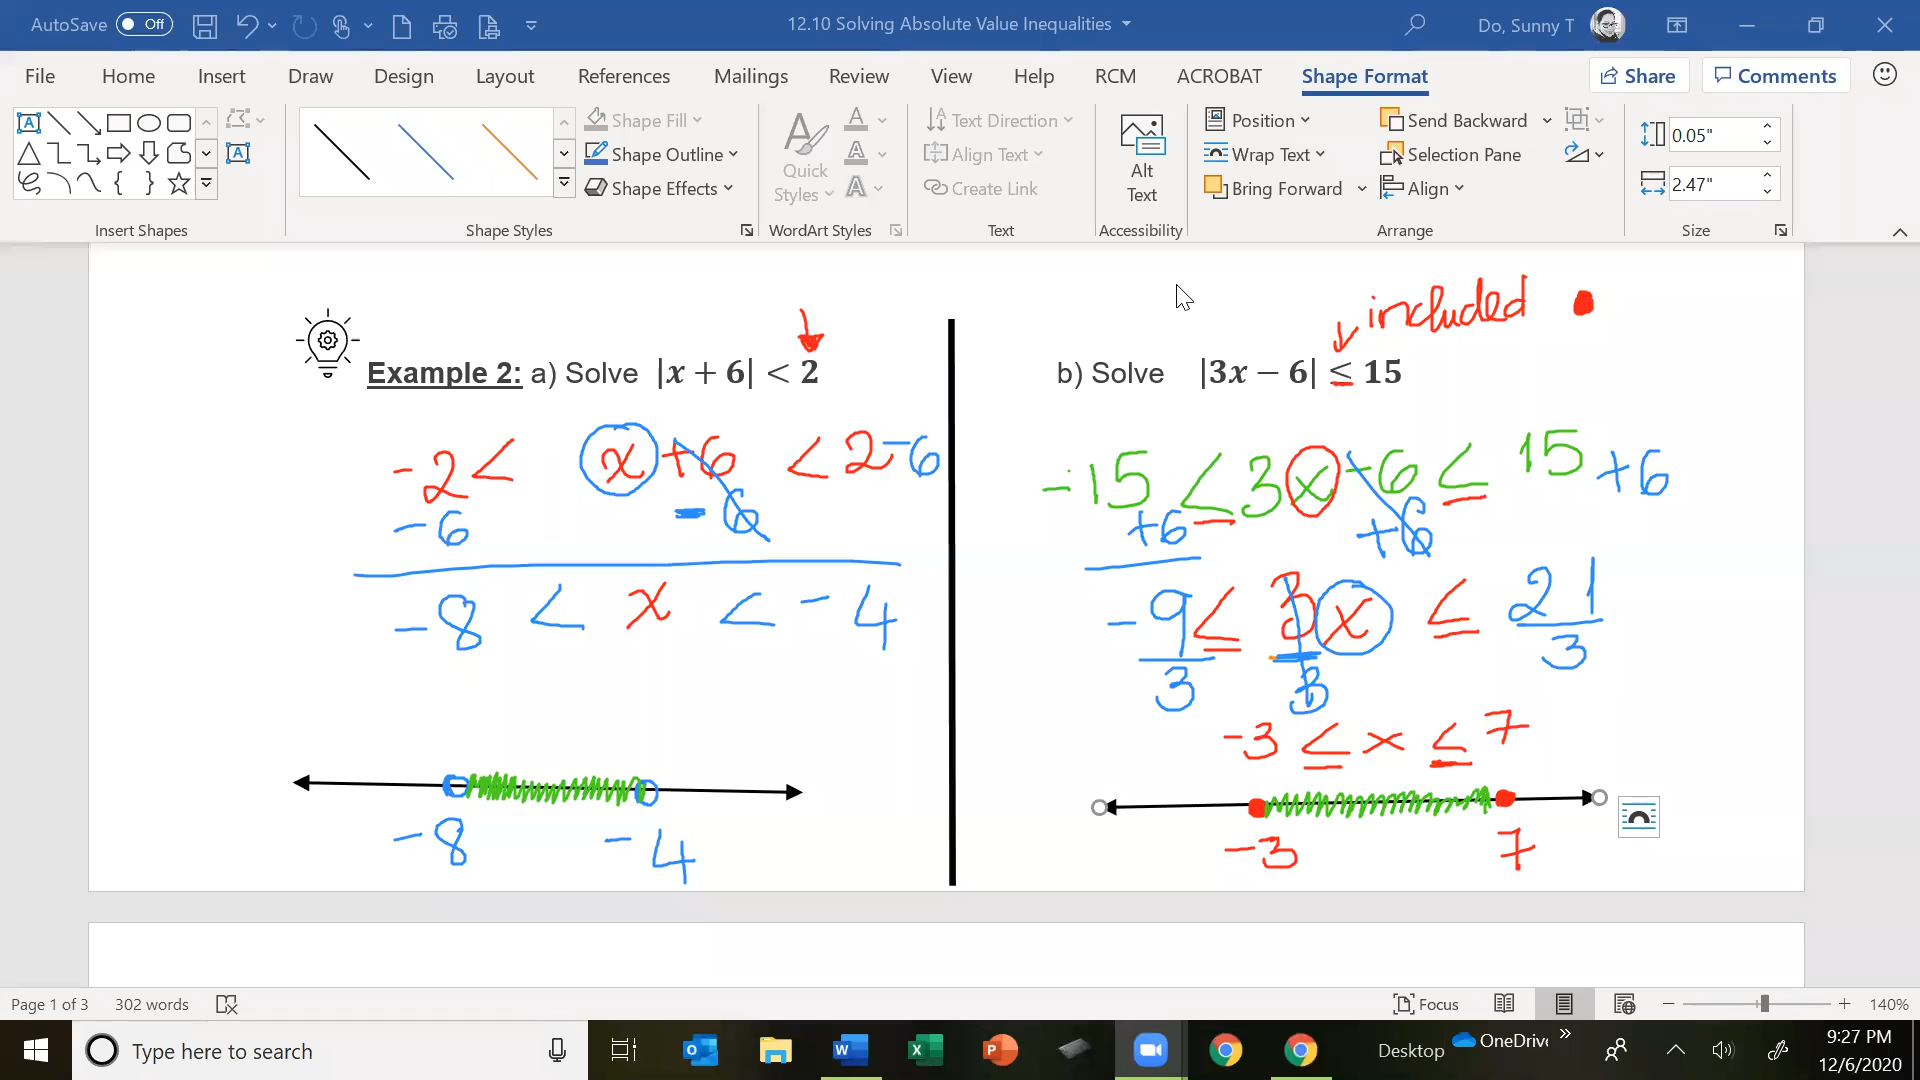 AutoSave Off 12.10 Solving Absolute Value Inequalities Do, Sunny T
File Home Insert Draw Design Layout References Mailings Review View Help RCM ACROBAT Shape Format Share Comments
Shape Fill
Shape Outline
Shape Effects
Quick
Styles
Text Direction
Align Text
Create Link
Alt
Text
Position
Wrap Text
Bring Forward
Send Backward
Selection Pane
Align
0.05"
2.47"
Insert Shapes Shape Styles WordArt Styles Text Accessibility Arrange Size
included
Example 2: a) Solve |x + 6| < 2
-2 < x +6 < 2 -6
-6 -6
-8 < x < -4
-8 -4
b) Solve |3x − 6| ≤ 15
-15 ≤ 3x -6 ≤ 15 +6
+6 +6
-9 ≤ 3x ≤ 21
3 3 3
-3 ≤ x ≤ 7
-3 7
Page 1 of 3 302 words Focus 140%
Type here to search Desktop OneDrive 9:27 PM
12/6/2020